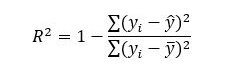 R² = 1 − ∑(yᵢ − ŷ)² / ∑(yᵢ − ȳ)²